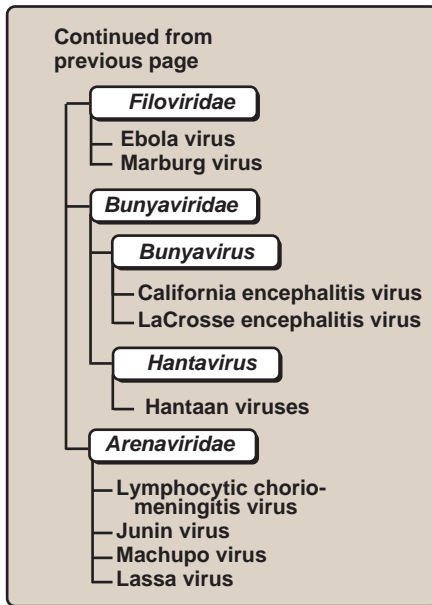 Continued from
previous page
Filoviridae
Ebola virus
Marburg virus
Bunyaviridae
Bunyavirus
California encephalitis virus
LaCrosse encephalitis virus
Hantavirus
Hantaan viruses
Arenaviridae
Lymphocytic chorio-
meningitis virus
Junin virus
Machupo virus
Lassa virus